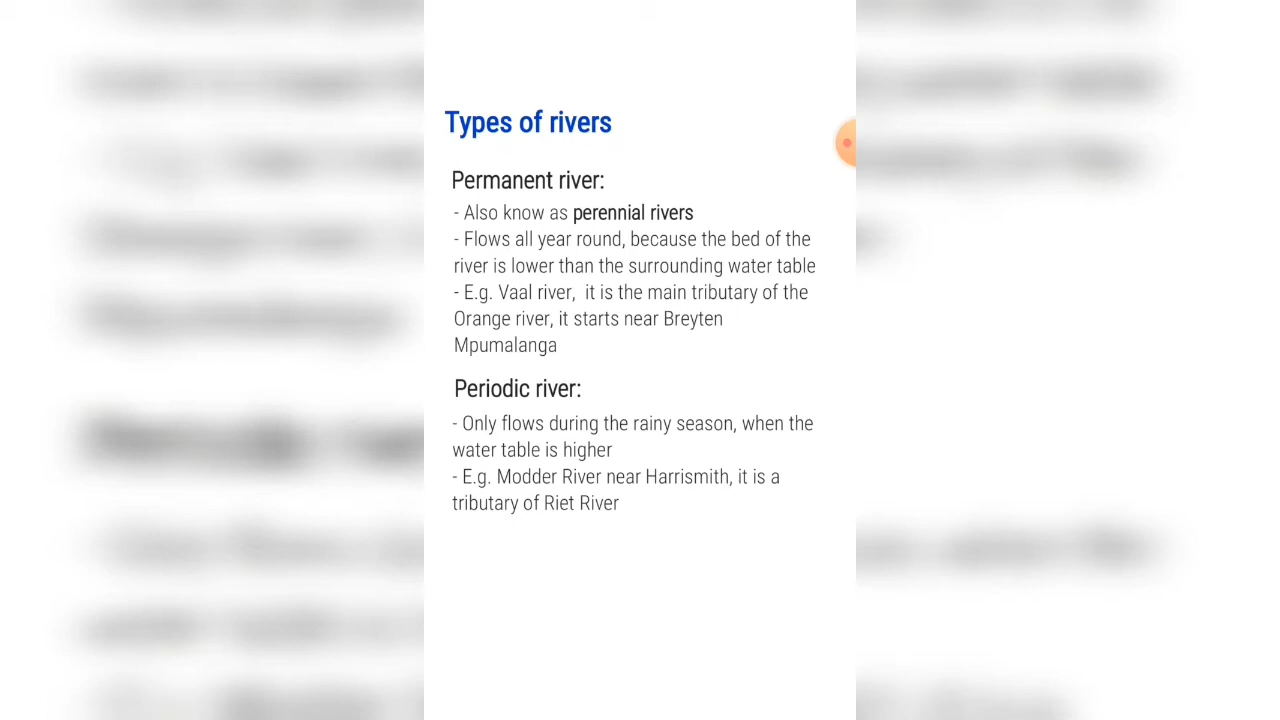 Types of rivers
Permanent river:
- Also know as perennial rivers
- Flows all year round, because the bed of the
river is lower than the surrounding water table
- E.g. Vaal river, it is the main tributary of the
Orange river, it starts near Breyten
Mpumalanga
Periodic river:
- Only flows during the rainy season, when the
water table is higher
- E.g. Modder River near Harrismith, it is a
tributary of Riet River